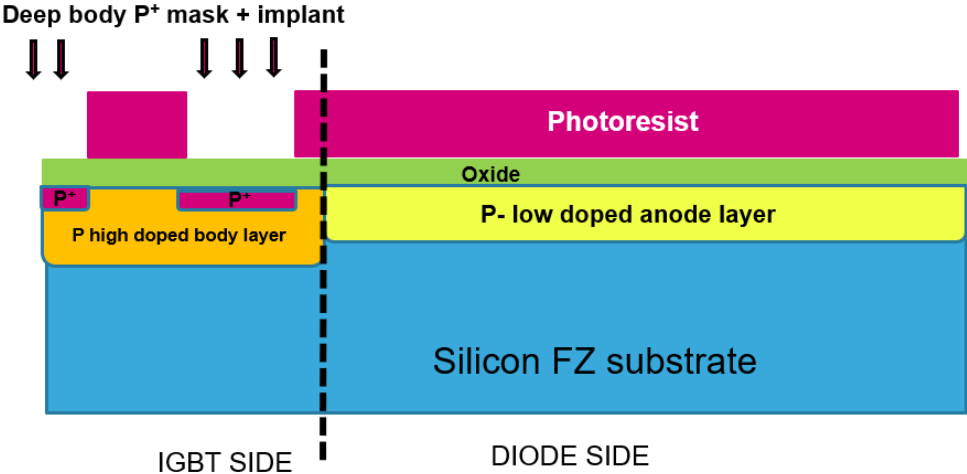 Deep body P⁺ mask + implant
Photoresist
Oxide
P⁺
P⁺
P- low doped anode layer
P high doped body layer
Silicon FZ substrate
IGBT SIDE
DIODE SIDE